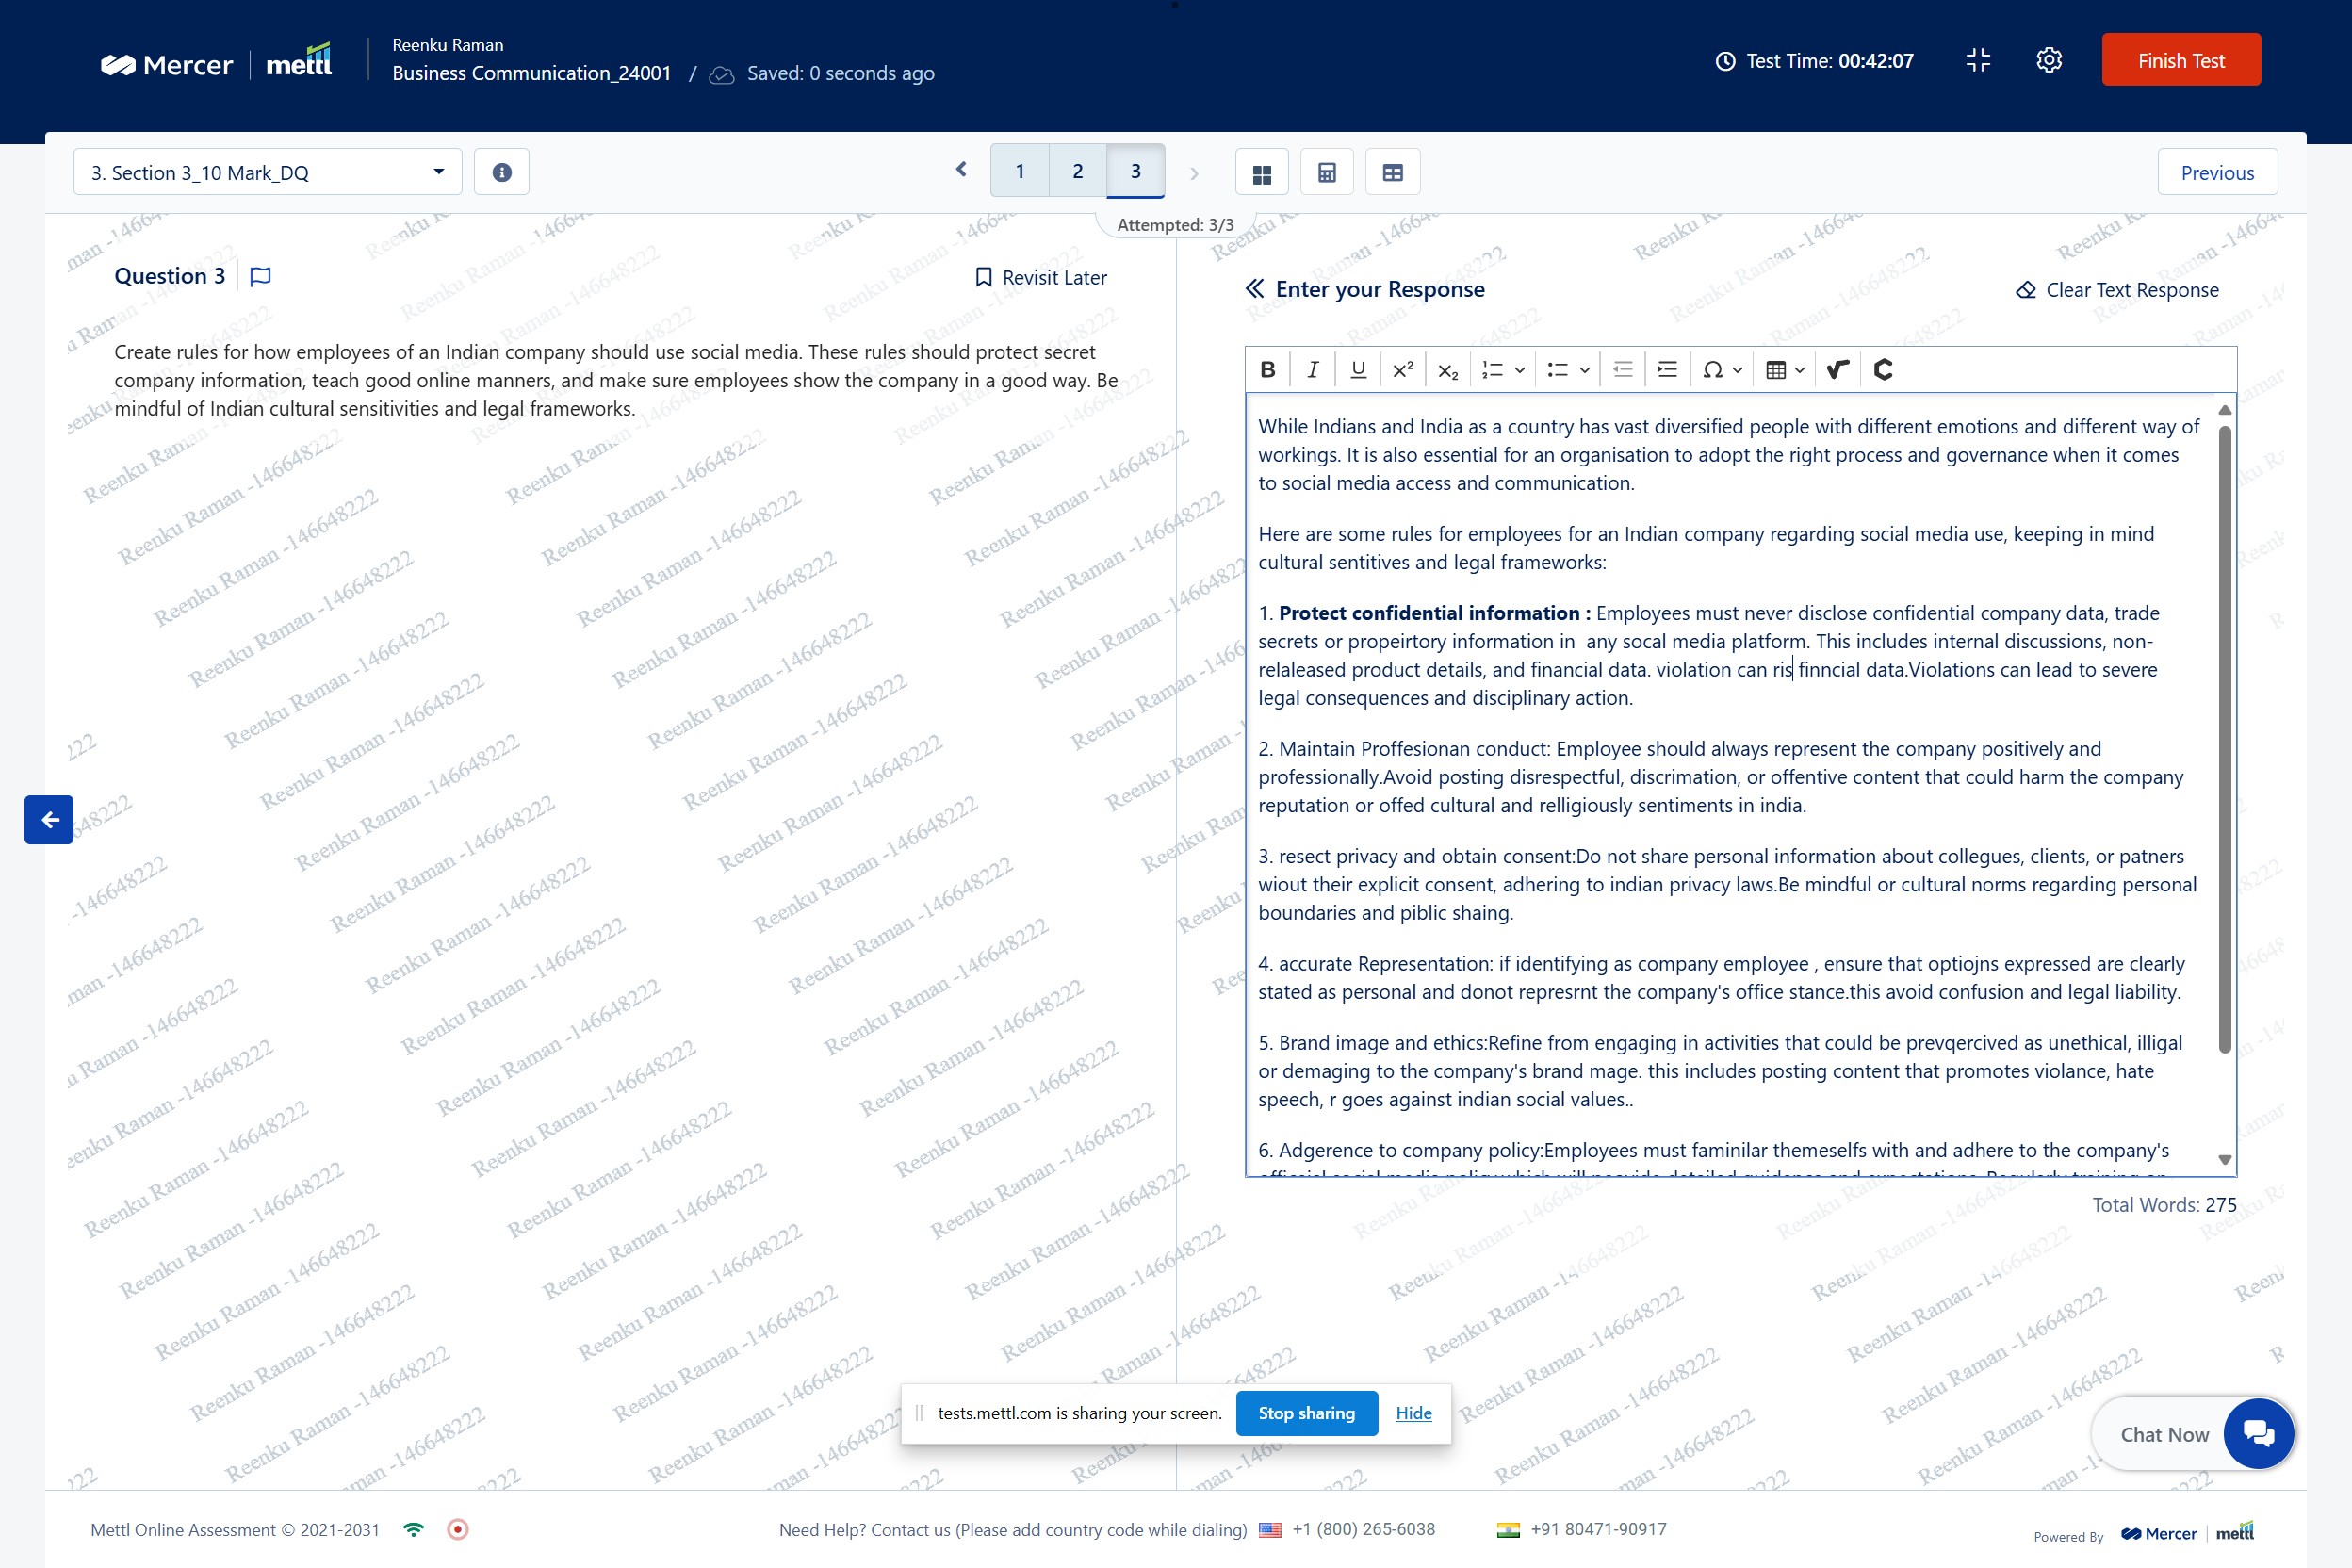 Mercer | mettl
Reenku Raman
Business Communication_24001 / Saved: 0 seconds ago
Test Time: 00:42:07
Finish Test
3. Section 3_10 Mark_DQ
1 2 3
Previous
Attempted: 3/3
Question 3
Revisit Later
Create rules for how employees of an Indian company should use social media. These rules should protect secret
company information, teach good online manners, and make sure employees show the company in a good way. Be
mindful of Indian cultural sensitivities and legal frameworks.
Enter your Response
Clear Text Response
While Indians and India as a country has vast diversified people with different emotions and different way of
workings. It is also essential for an organisation to adopt the right process and governance when it comes
to social media access and communication.
Here are some rules for employees for an Indian company regarding social media use, keeping in mind
cultural sentitives and legal frameworks:
1. Protect confidential information : Employees must never disclose confidential company data, trade
secrets or propeirtory information in any socal media platform. This includes internal discussions, non-
relaleased product details, and financial data. violation can ris finncial data.Violations can lead to severe
legal consequences and disciplinary action.
2. Maintain Proffesionan conduct: Employee should always represent the company positively and
professionally.Avoid posting disrespectful, discrimation, or offentive content that could harm the company
reputation or offed cultural and relligiously sentiments in india.
3. resect privacy and obtain consent:Do not share personal information about collegues, clients, or patners
wiout their explicit consent, adhering to indian privacy laws.Be mindful or cultural norms regarding personal
boundaries and piblic shaing.
4. accurate Representation: if identifying as company employee , ensure that optiojns expressed are clearly
stated as personal and donot represrnt the company's office stance.this avoid confusion and legal liability.
5. Brand image and ethics:Refine from engaging in activities that could be prevqercived as unethical, illigal
or demaging to the company's brand mage. this includes posting content that promotes violance, hate
speech, r goes against indian social values..
6. Adgerence to company policy:Employees must faminilar themeselfs with and adhere to the company's
Total Words: 275
Reenku Raman -146648222
tests.mettl.com is sharing your screen. Stop sharing Hide
Chat Now
Mettl Online Assessment © 2021-2031
Need Help? Contact us (Please add country code while dialing) +1 (800) 265-6038 +91 80471-90917
Powered By Mercer | mettl